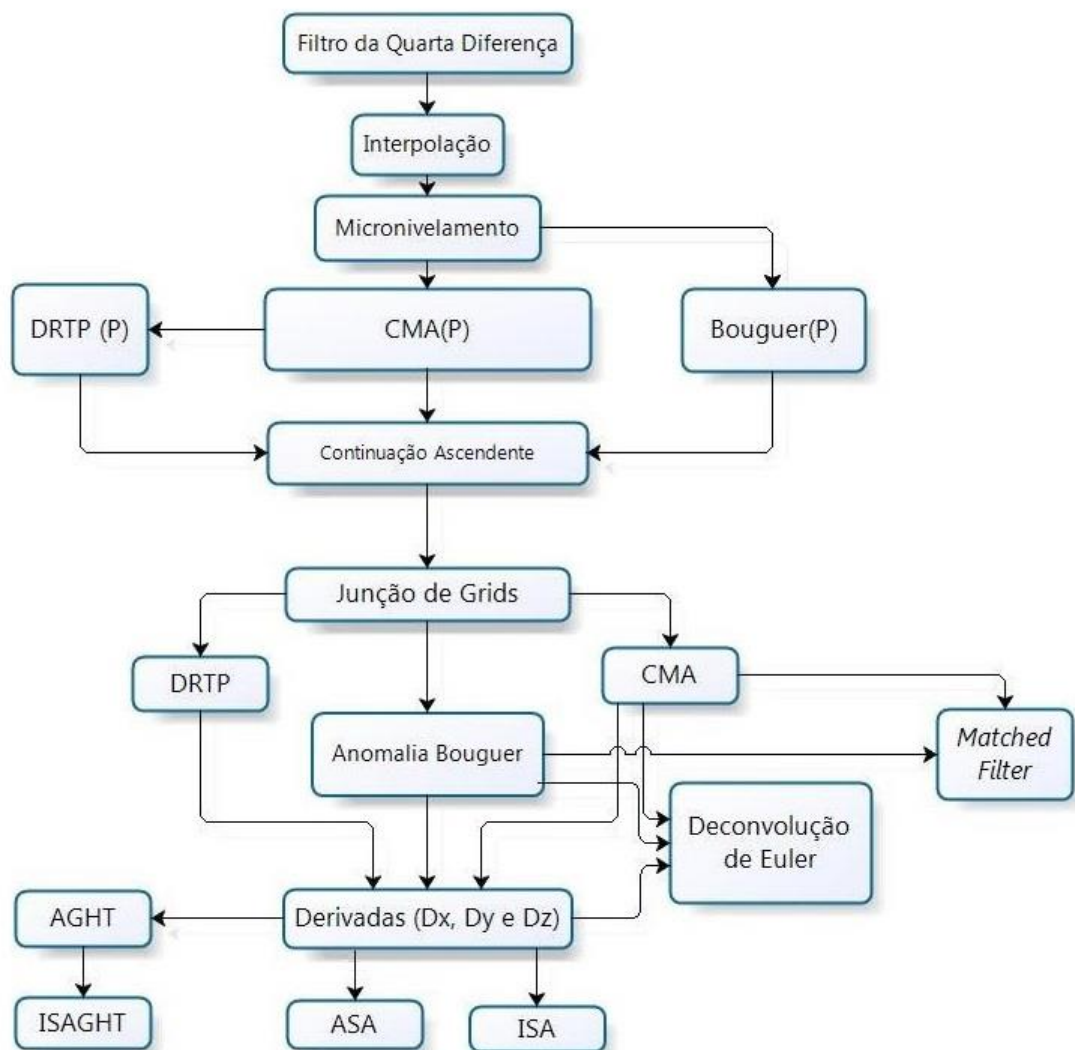 Filtro da Quarta Diferença
Interpolação
Micronivelamento
DRTP (P)
CMA(P)
Bouguer(P)
Continuação Ascendente
Junção de Grids
DRTP
CMA
Anomalia Bouguer
Matched
Filter
Deconvolução
de Euler
AGHT
Derivadas (Dx, Dy e Dz)
ISAGHT
ASA
ISA